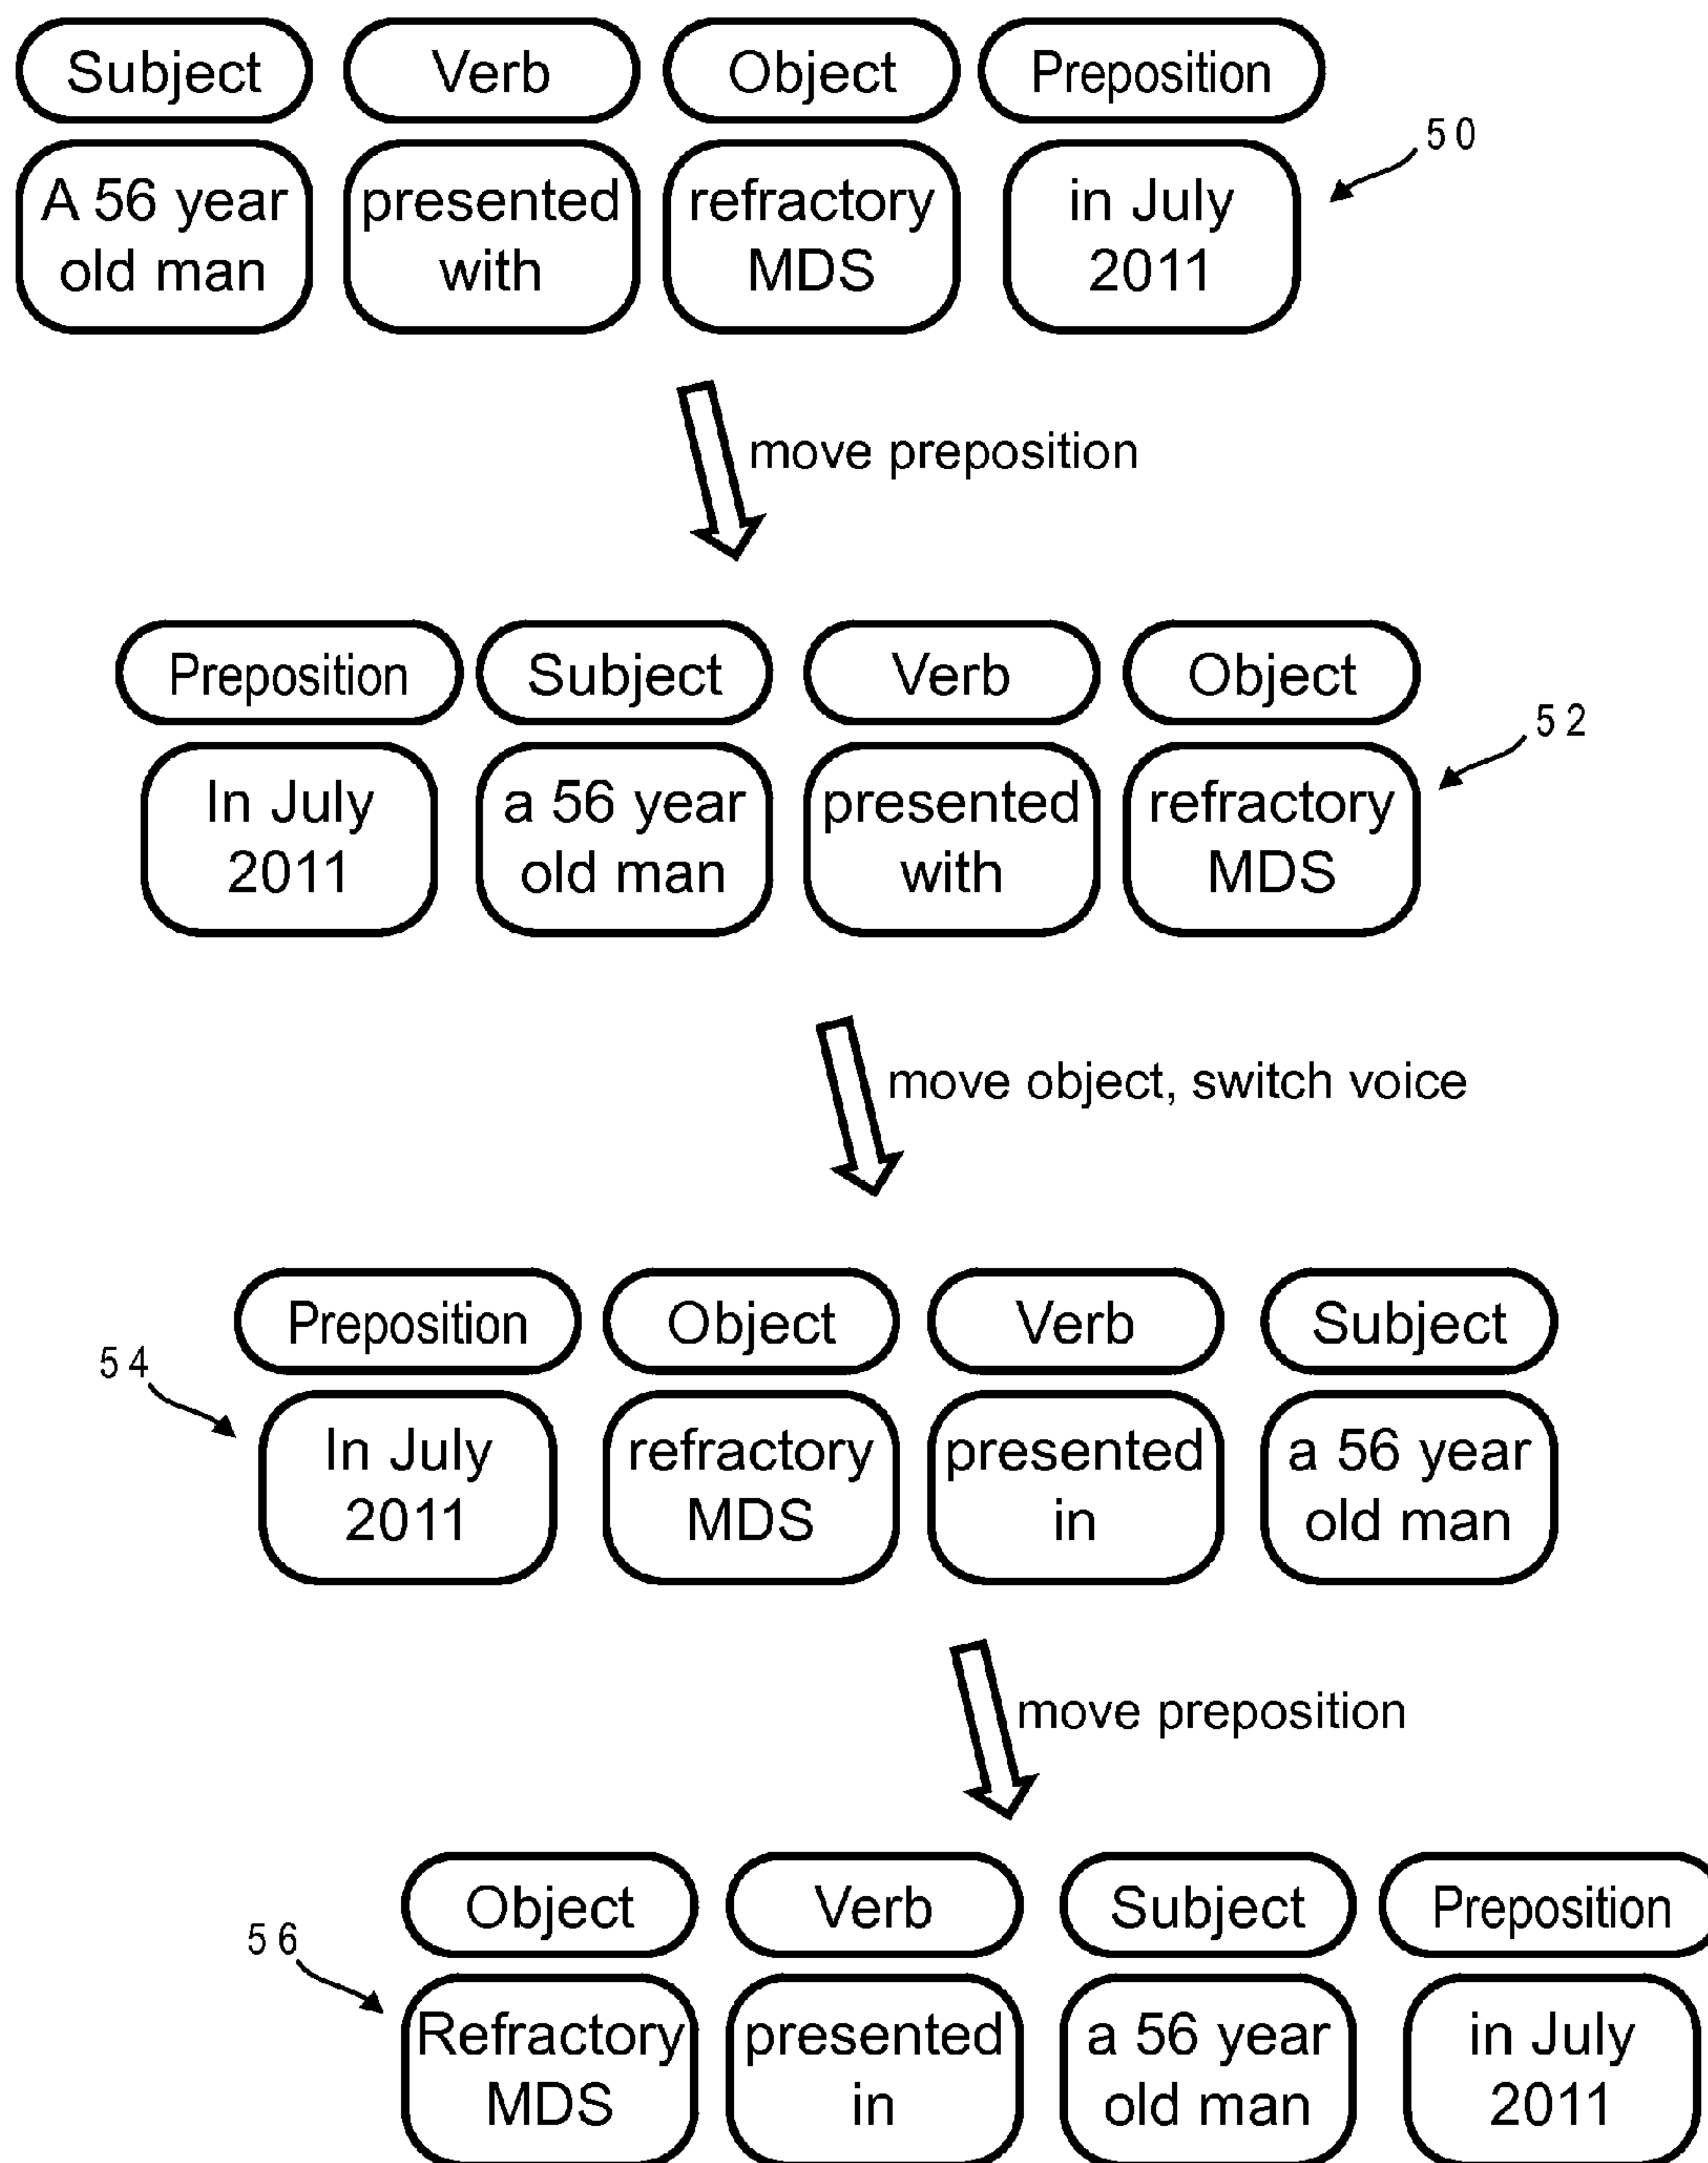 Subject Verb Object Preposition
50
A 56 year presented refractory in July
old man with MDS 2011
move preposition
Preposition Subject Verb Object
52
In July a 56 year presented refractory
2011 old man with MDS
move object, switch voice
Preposition Object Verb Subject
54
In July refractory presented a 56 year
2011 MDS in old man
move preposition
Object Verb Subject Preposition
56
Refractory presented a 56 year in July
MDS in old man 2011